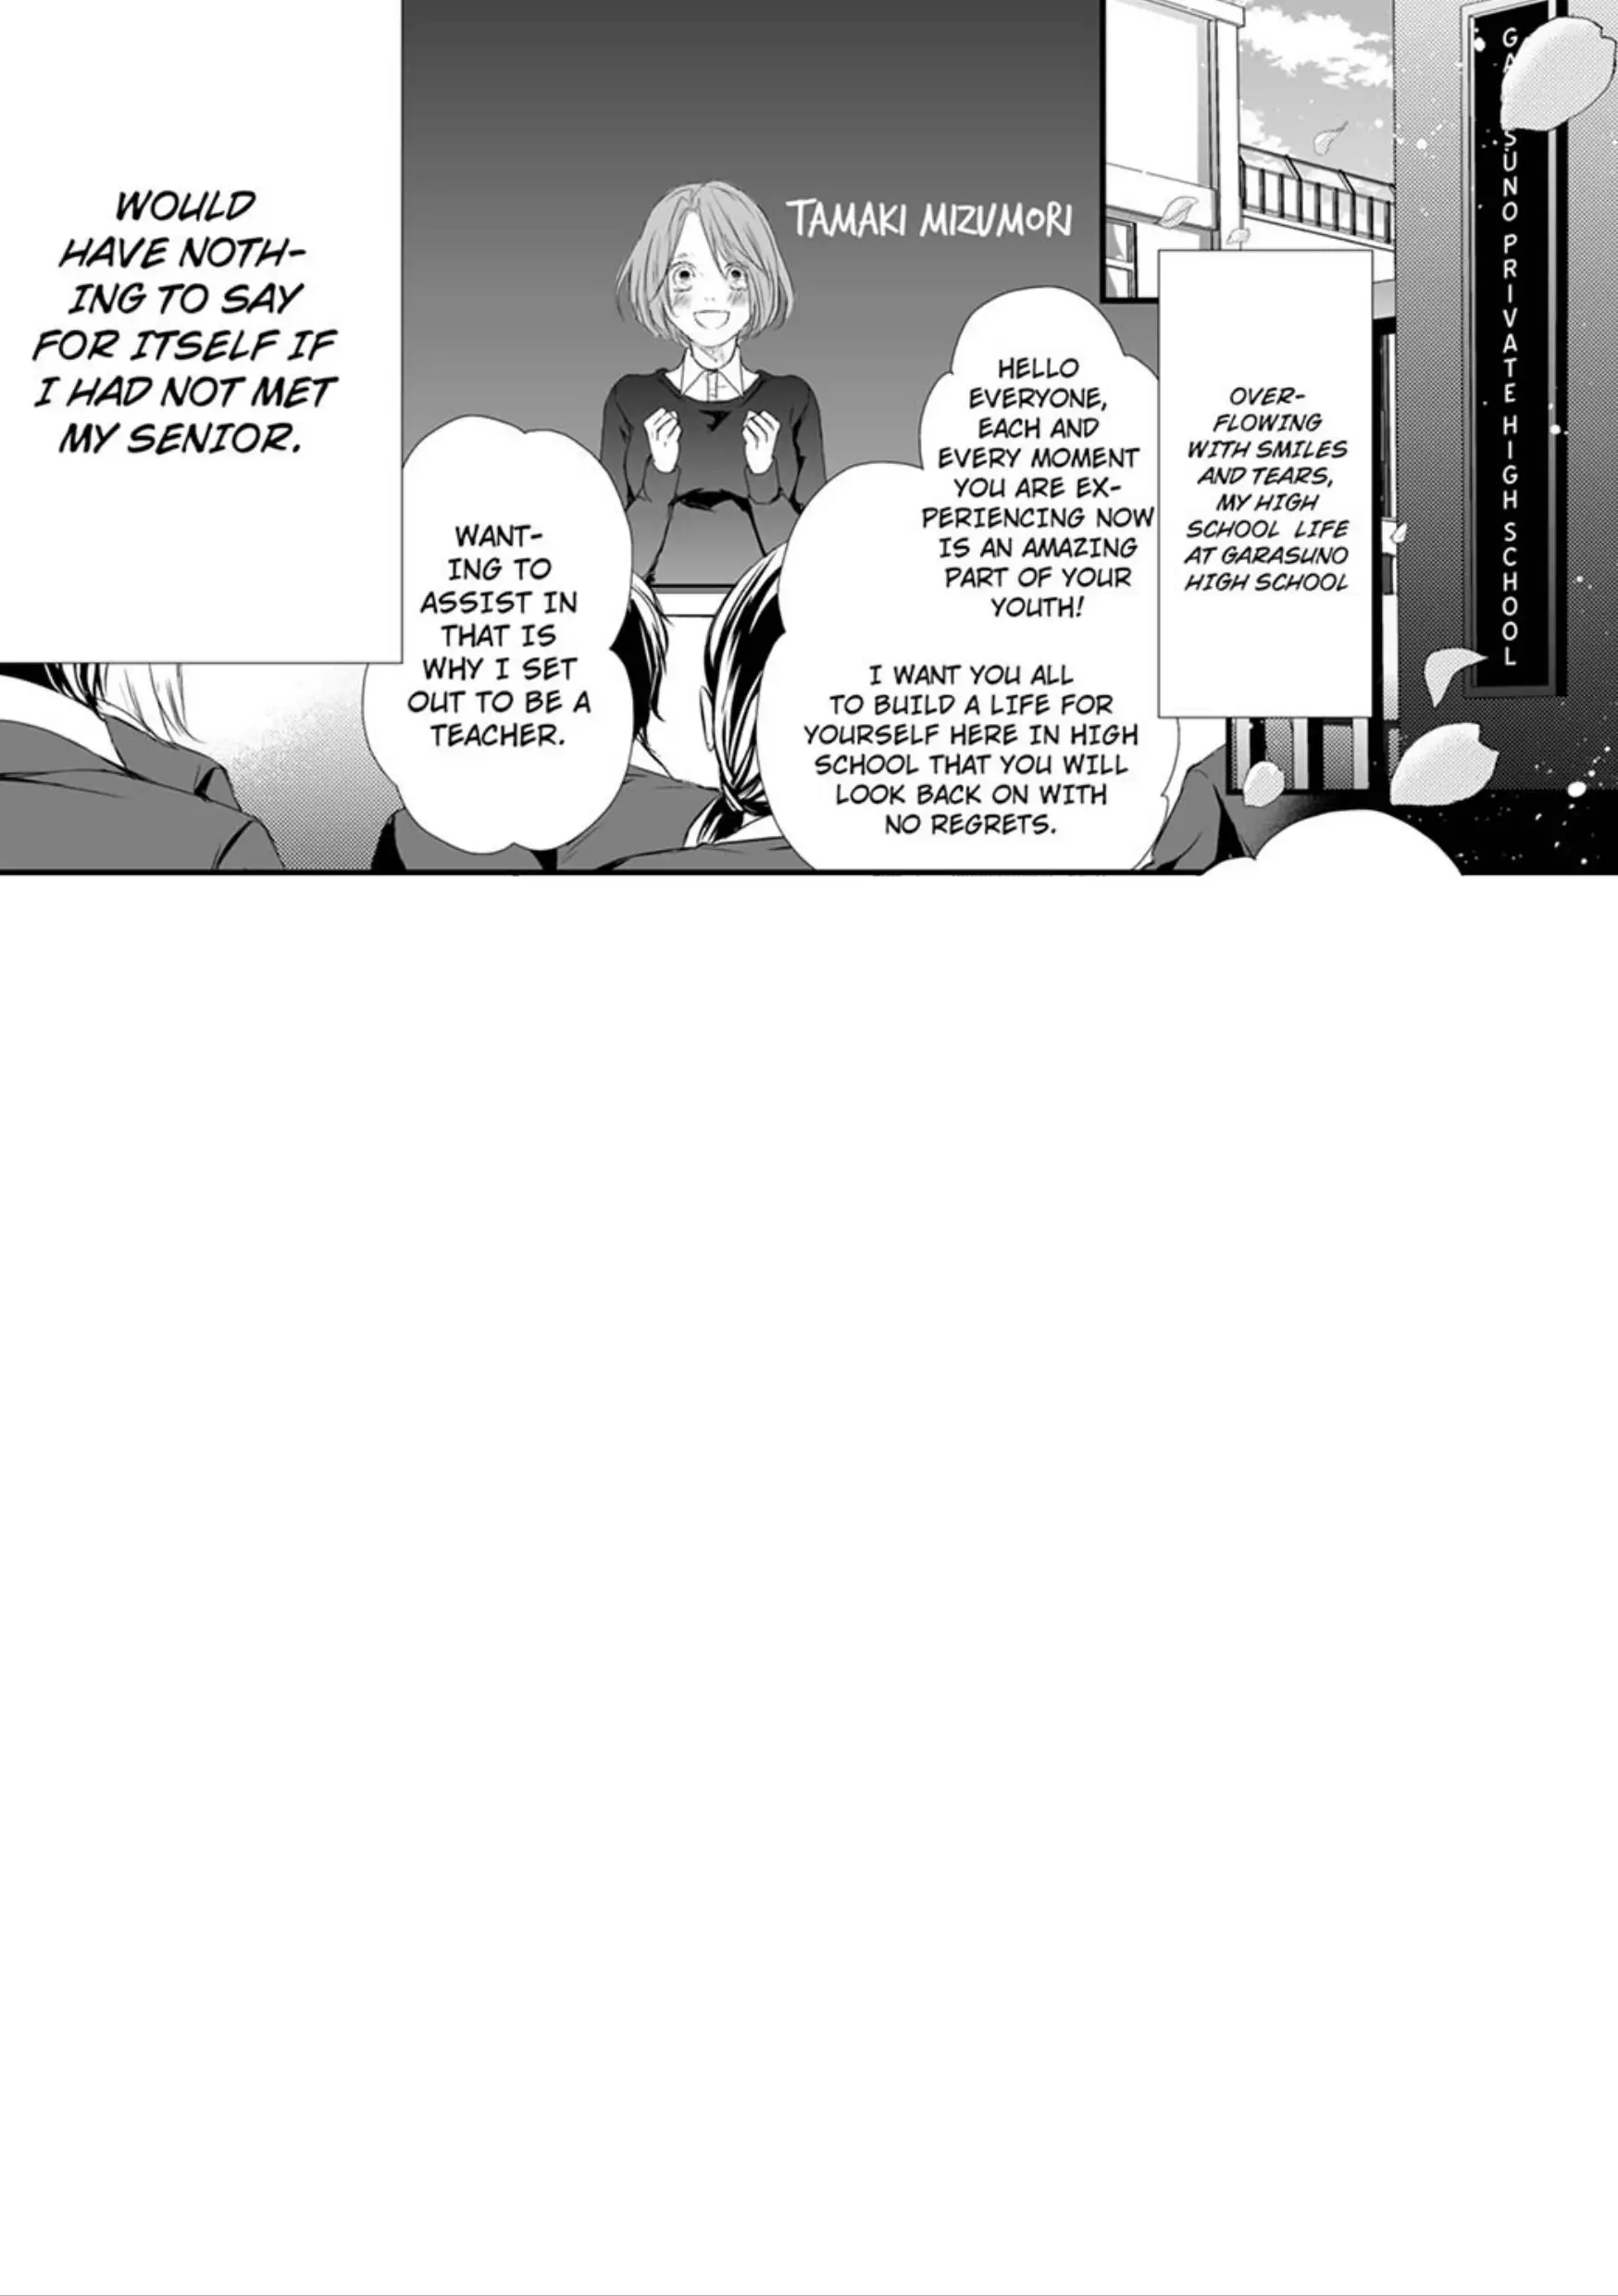 GA SUNO PRIVATE HIGH SCHOOL
OVER-
FLOWING
WITH SMILES
AND TEARS,
MY HIGH
SCHOOL LIFE
AT GARASUNO
HIGH SCHOOL
TAMAKI MIZUMORI
HELLO
EVERYONE,
EACH AND
EVERY MOMENT
YOU ARE EX-
PERIENCING NOW
IS AN AMAZING
PART OF YOUR
YOUTH!
I WANT YOU ALL
TO BUILD A LIFE FOR
YOURSELF HERE IN HIGH
SCHOOL THAT YOU WILL
LOOK BACK ON WITH
NO REGRETS.
WANT-
ING TO
ASSIST IN
THAT IS
WHY I SET
OUT TO BE A
TEACHER.
WOULD
HAVE NOTH-
ING TO SAY
FOR ITSELF IF
I HAD NOT MET
MY SENIOR.